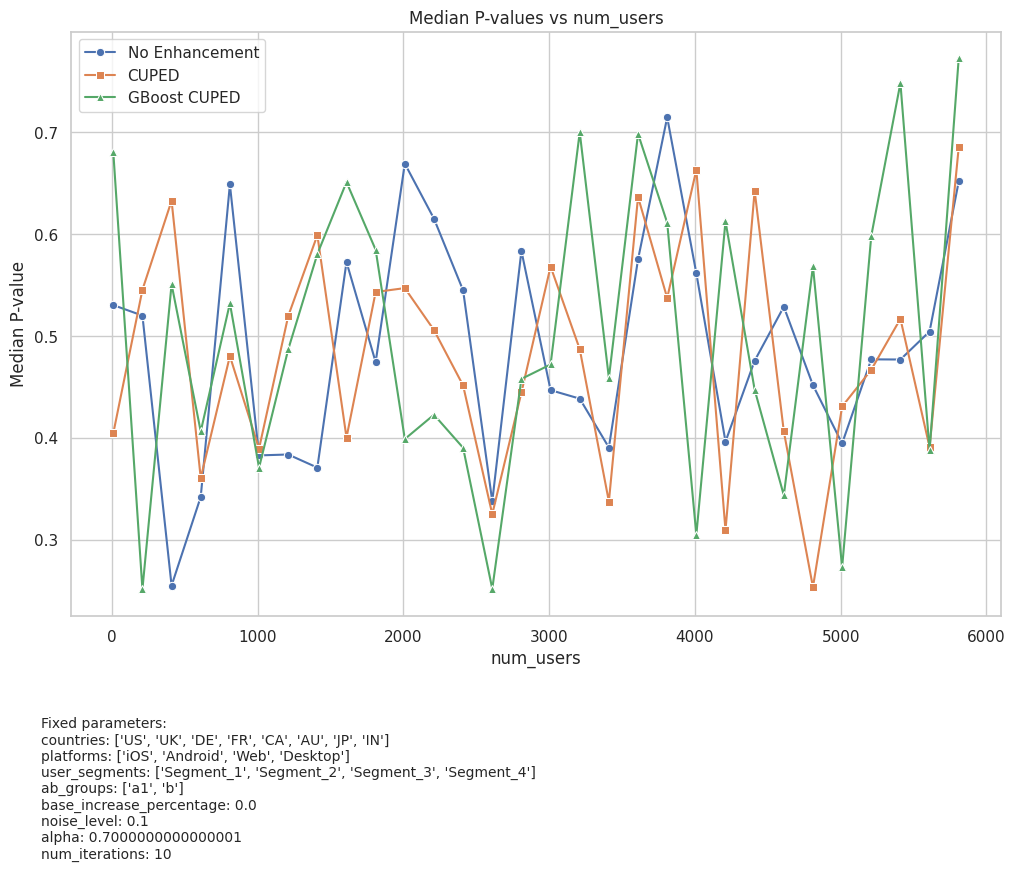 Median P-values vs num_users
No Enhancement
CUPED
GBoost CUPED
Median P-value
0.7
0.6
0.5
0.4
0.3
0 1000 2000 3000 4000 5000 6000
num_users
Fixed parameters:
countries: ['US', 'UK', 'DE', 'FR', 'CA', 'AU', 'JP', 'IN']
platforms: ['iOS', 'Android', 'Web', 'Desktop']
user_segments: ['Segment_1', 'Segment_2', 'Segment_3', 'Segment_4']
ab_groups: ['a1', 'b']
base_increase_percentage: 0.0
noise_level: 0.1
alpha: 0.7000000000000001
num_iterations: 10